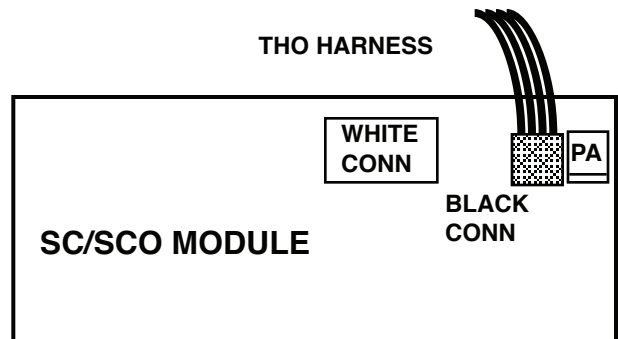 THO HARNESS
WHITE
CONN
PA
BLACK
CONN
SC/SCO MODULE